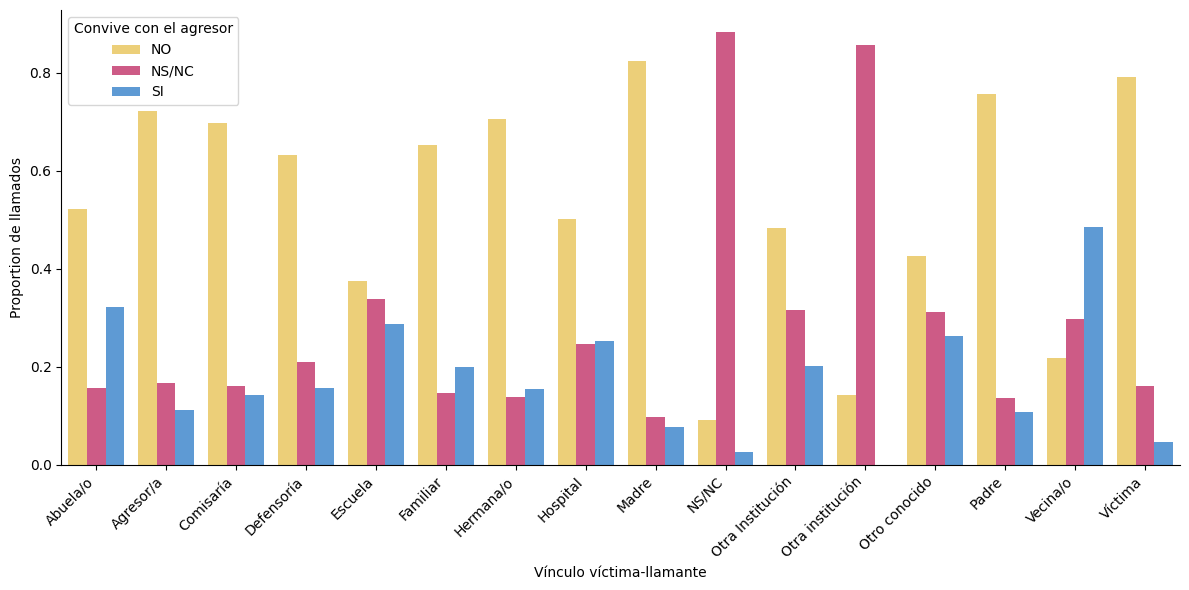 Convive con el agresor
NO
NS/NC
SI
Proportion de llamados
0.8
0.6
0.4
0.2
0.0
Abuela/o
Agresor/a
Comisaría
Defensoría
Escuela
Familiar
Hermana/o
Hospital
Madre
NS/NC
Otra Institución
Otra institución
Otro conocido
Padre
Vecina/o
Víctima
Vínculo víctima-llamante